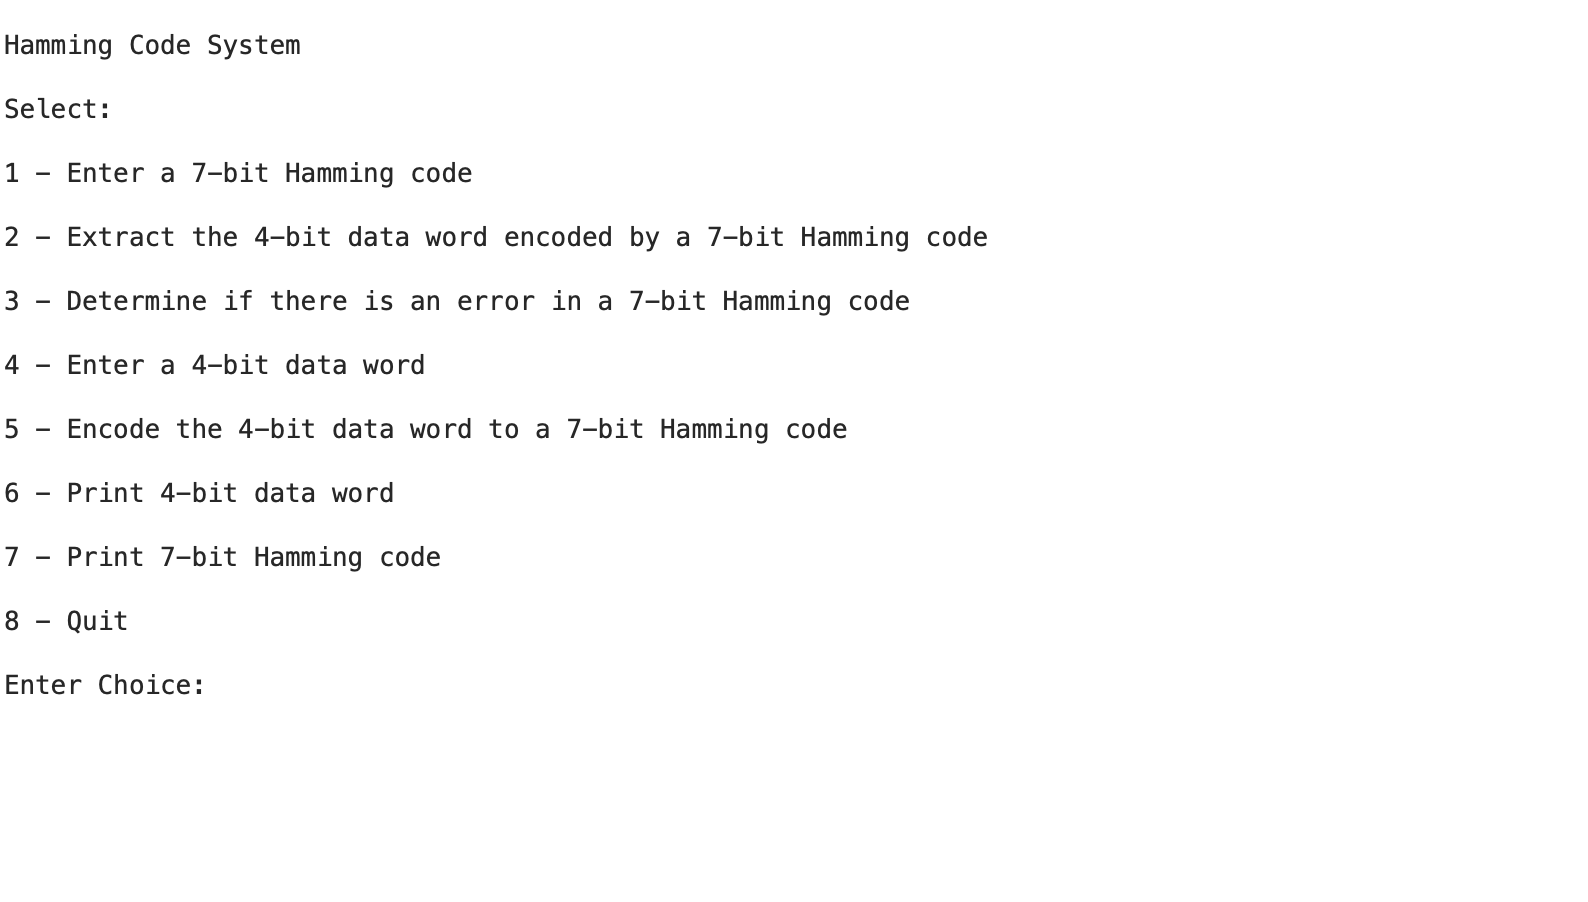 Hamming Code System
Select:
1 – Enter a 7–bit Hamming code
2 – Extract the 4–bit data word encoded by a 7–bit Hamming code
3 – Determine if there is an error in a 7–bit Hamming code
4 – Enter a 4–bit data word
5 – Encode the 4–bit data word to a 7–bit Hamming code
6 – Print 4–bit data word
7 – Print 7–bit Hamming code
8 – Quit
Enter Choice: